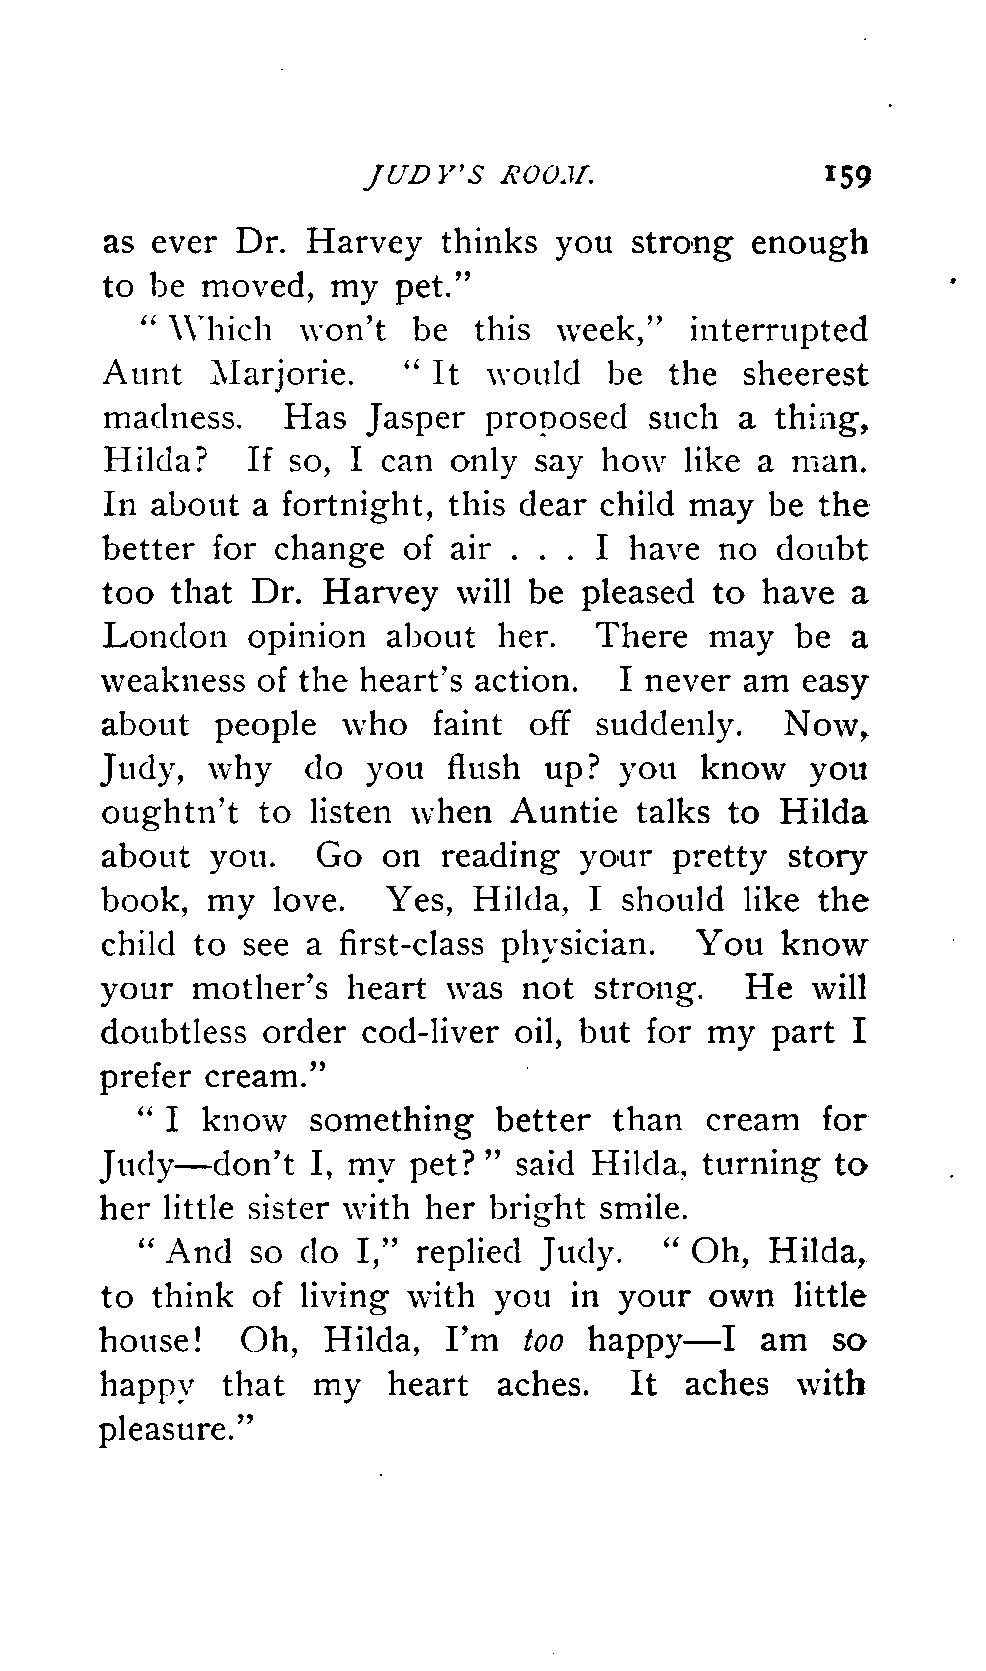 JUDY'S ROOM. 159
as ever Dr. Harvey thinks you strong enough
to be moved, my pet."
" Which won't be this week," interrupted
Aunt Marjorie. " It would be the sheerest
madness. Has Jasper proposed such a thing,
Hilda? If so, I can only say how like a man.
In about a fortnight, this dear child may be the
better for change of air . . . I have no doubt
too that Dr. Harvey will be pleased to have a
London opinion about her. There may be a
weakness of the heart's action. I never am easy
about people who faint off suddenly. Now,
Judy, why do you flush up? you know you
oughtn't to listen when Auntie talks to Hilda
about you. Go on reading your pretty story
book, my love. Yes, Hilda, I should like the
child to see a first-class physician. You know
your mother's heart was not strong. He will
doubtless order cod-liver oil, but for my part I
prefer cream."
" I know something better than cream for
Judy—don't I, my pet? " said Hilda, turning to
her little sister with her bright smile.
" And so do I," replied Judy. " Oh, Hilda,
to think of living with you in your own little
house! Oh, Hilda, I'm too happy—I am so
happy that my heart aches. It aches with
pleasure."